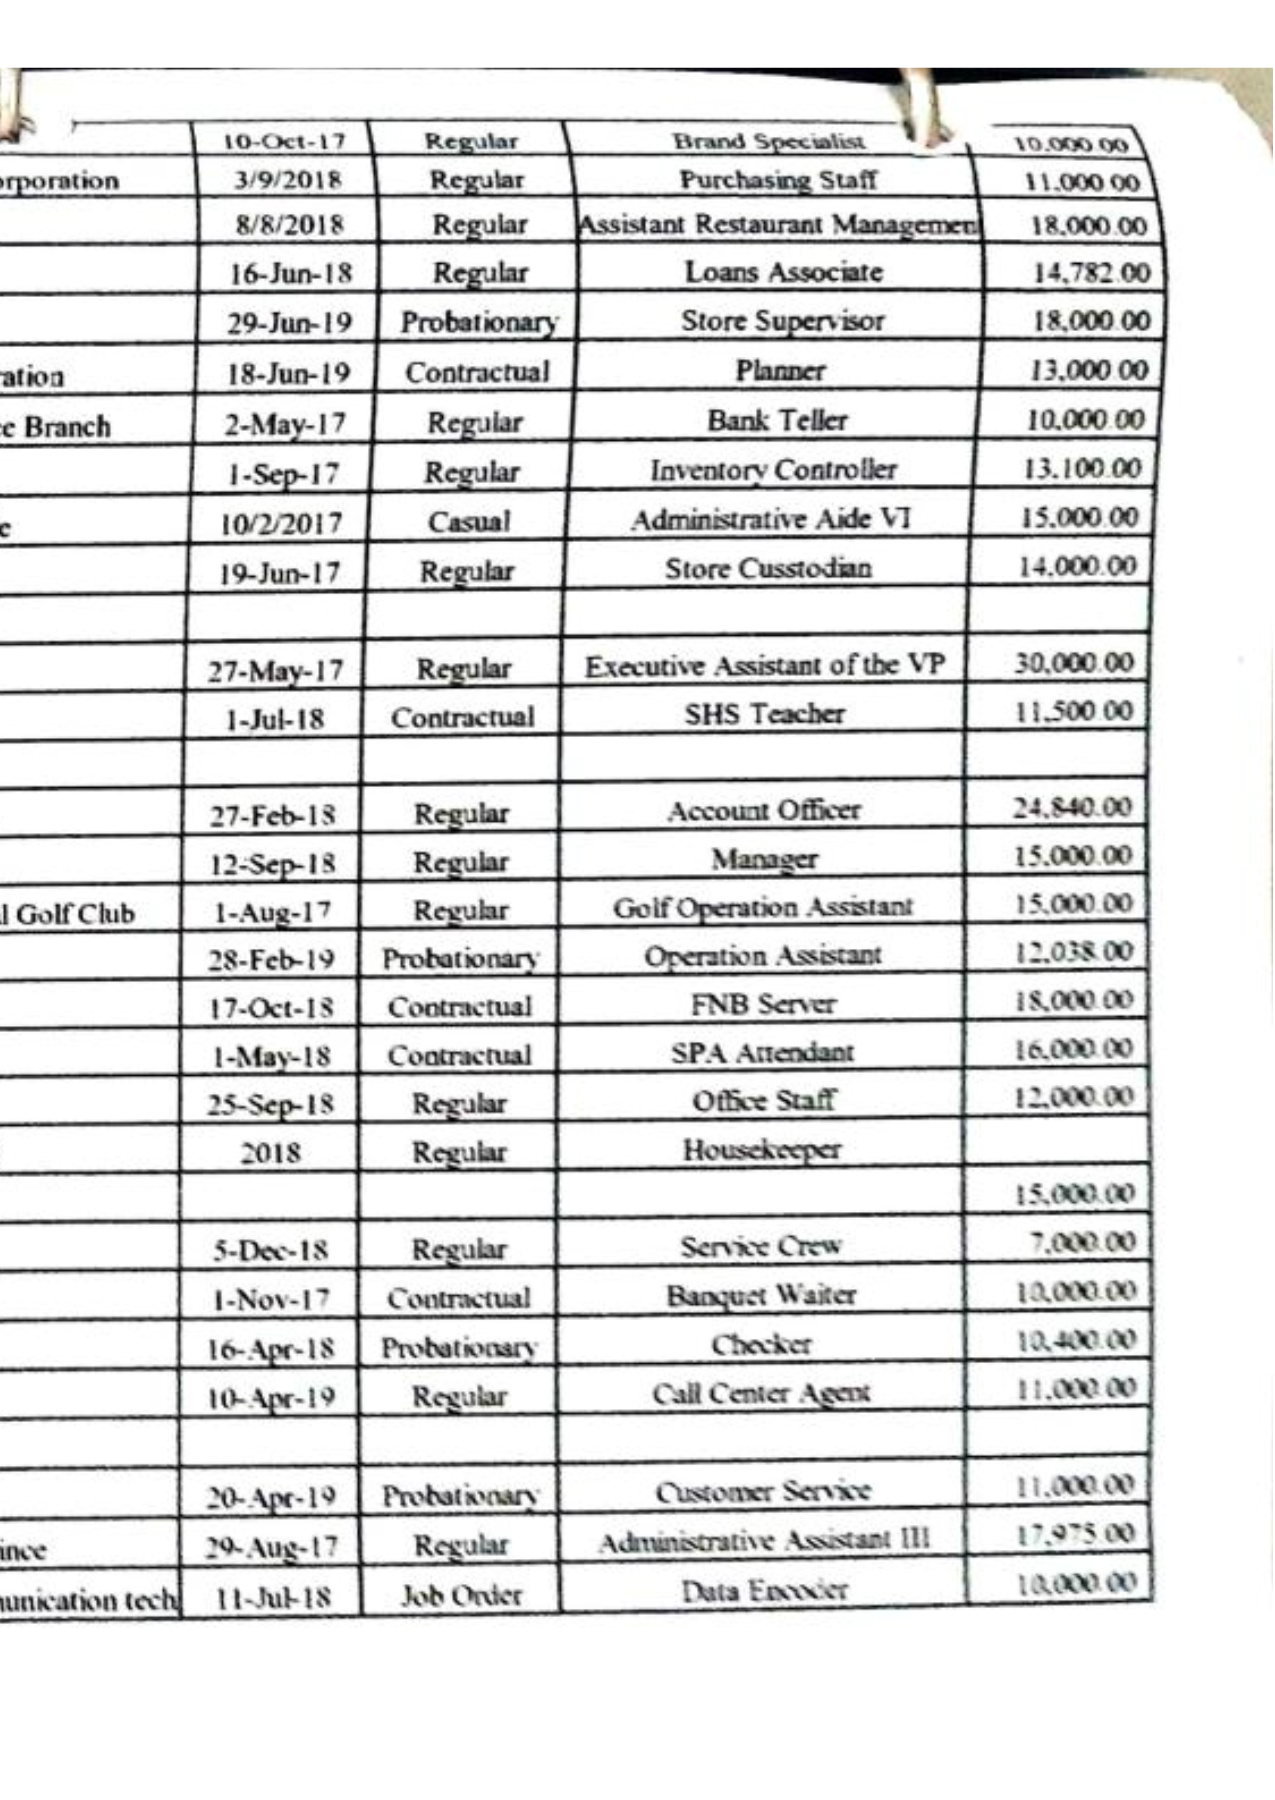 10-Oct-17 Regular Brand Specialist 10,000.00
orporation 3/9/2018 Regular Purchasing Staff 11,000.00
8/8/2018 Regular Assistant Restaurant Managemen 18,000.00
16-Jun-18 Regular Loans Associate 14,782.00
29-Jun-19 Probationary Store Supervisor 18,000.00
ration 18-Jun-19 Contractual Planner 13,000.00
ce Branch 2-May-17 Regular Bank Teller 10,000.00
1-Sep-17 Regular Inventory Controller 13,100.00
e 10/2/2017 Casual Administrative Aide VI 15,000.00
19-Jun-17 Regular Store Cusstodian 14,000.00
27-May-17 Regular Executive Assistant of the VP 30,000.00
1-Jul-18 Contractual SHS Teacher 11,500.00
27-Feb-18 Regular Account Officer 24,840.00
12-Sep-18 Regular Manager 15,000.00
l Golf Club 1-Aug-17 Regular Golf Operation Assistant 15,000.00
28-Feb-19 Probationary Operation Assistant 12,038.00
17-Oct-18 Contractual FNB Server 18,000.00
1-May-18 Contractual SPA Attendant 16,000.00
25-Sep-18 Regular Office Staff 12,000.00
2018 Regular Housekeeper
15,000.00
5-Dec-18 Regular Service Crew 7,000.00
1-Nov-17 Contractual Banquet Waiter 10,000.00
16-Apr-18 Probationary Checker 10,400.00
10-Apr-19 Regular Call Center Agent 11,000.00
20-Apr-19 Probationary Customer Service 11,000.00
ince 29-Aug-17 Regular Administrative Assistant III 17,975.00
unication tech 11-Jul-18 Job Order Data Encoder 10,000.00